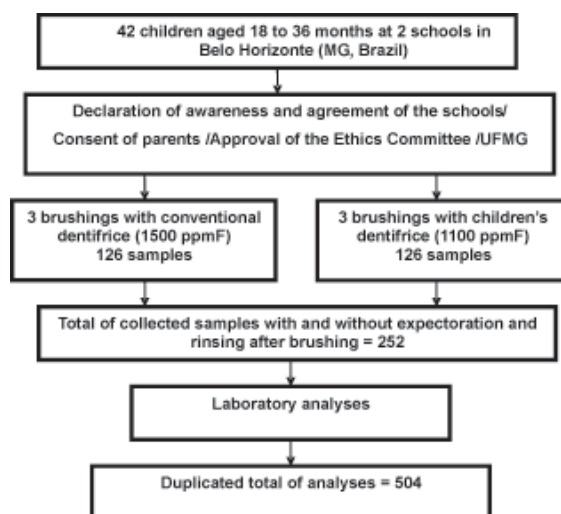 42 children aged 18 to 36 months at 2 schools in
Belo Horizonte (MG, Brazil)
Declaration of awareness and agreement of the schools/
Consent of parents /Approval of the Ethics Committee /UFMG
3 brushings with conventional
dentifrice (1500 ppmF)
126 samples
3 brushings with children's
dentifrice (1100 ppmF)
126 samples
Total of collected samples with and without expectoration and
rinsing after brushing = 252
Laboratory analyses
Duplicated total of analyses = 504